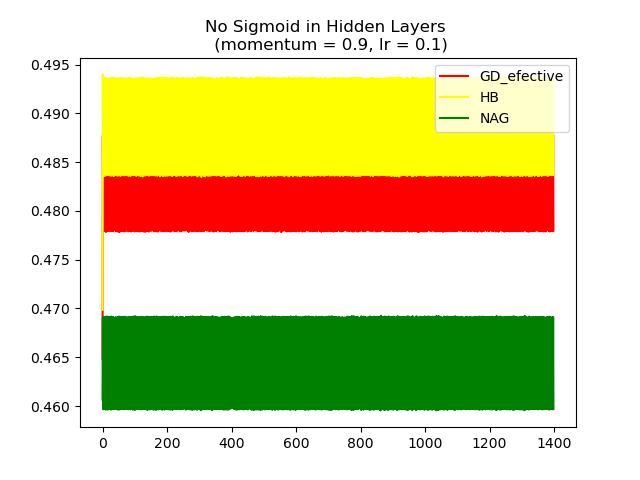 No Sigmoid in Hidden Layers
(momentum = 0.9, lr = 0.1)
0.495
0.490
0.485
0.480
0.475
0.470
0.465
0.460
GD_efective
HB
NAG
0 200 400 600 800 1000 1200 1400